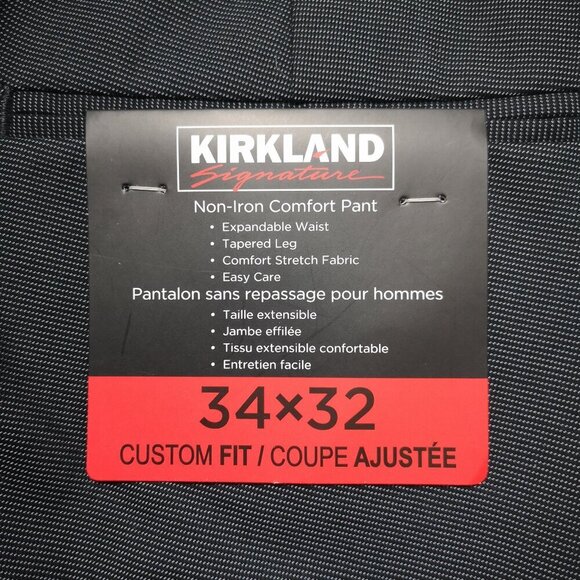 KIRKLAND
Signature
Non-Iron Comfort Pant
• Expandable Waist
• Tapered Leg
• Comfort Stretch Fabric
• Easy Care
Pantalon sans repassage pour hommes
• Taille extensible
• Jambe effilée
• Tissu extensible confortable
• Entretien facile
34×32
CUSTOM FIT / COUPE AJUSTÉE